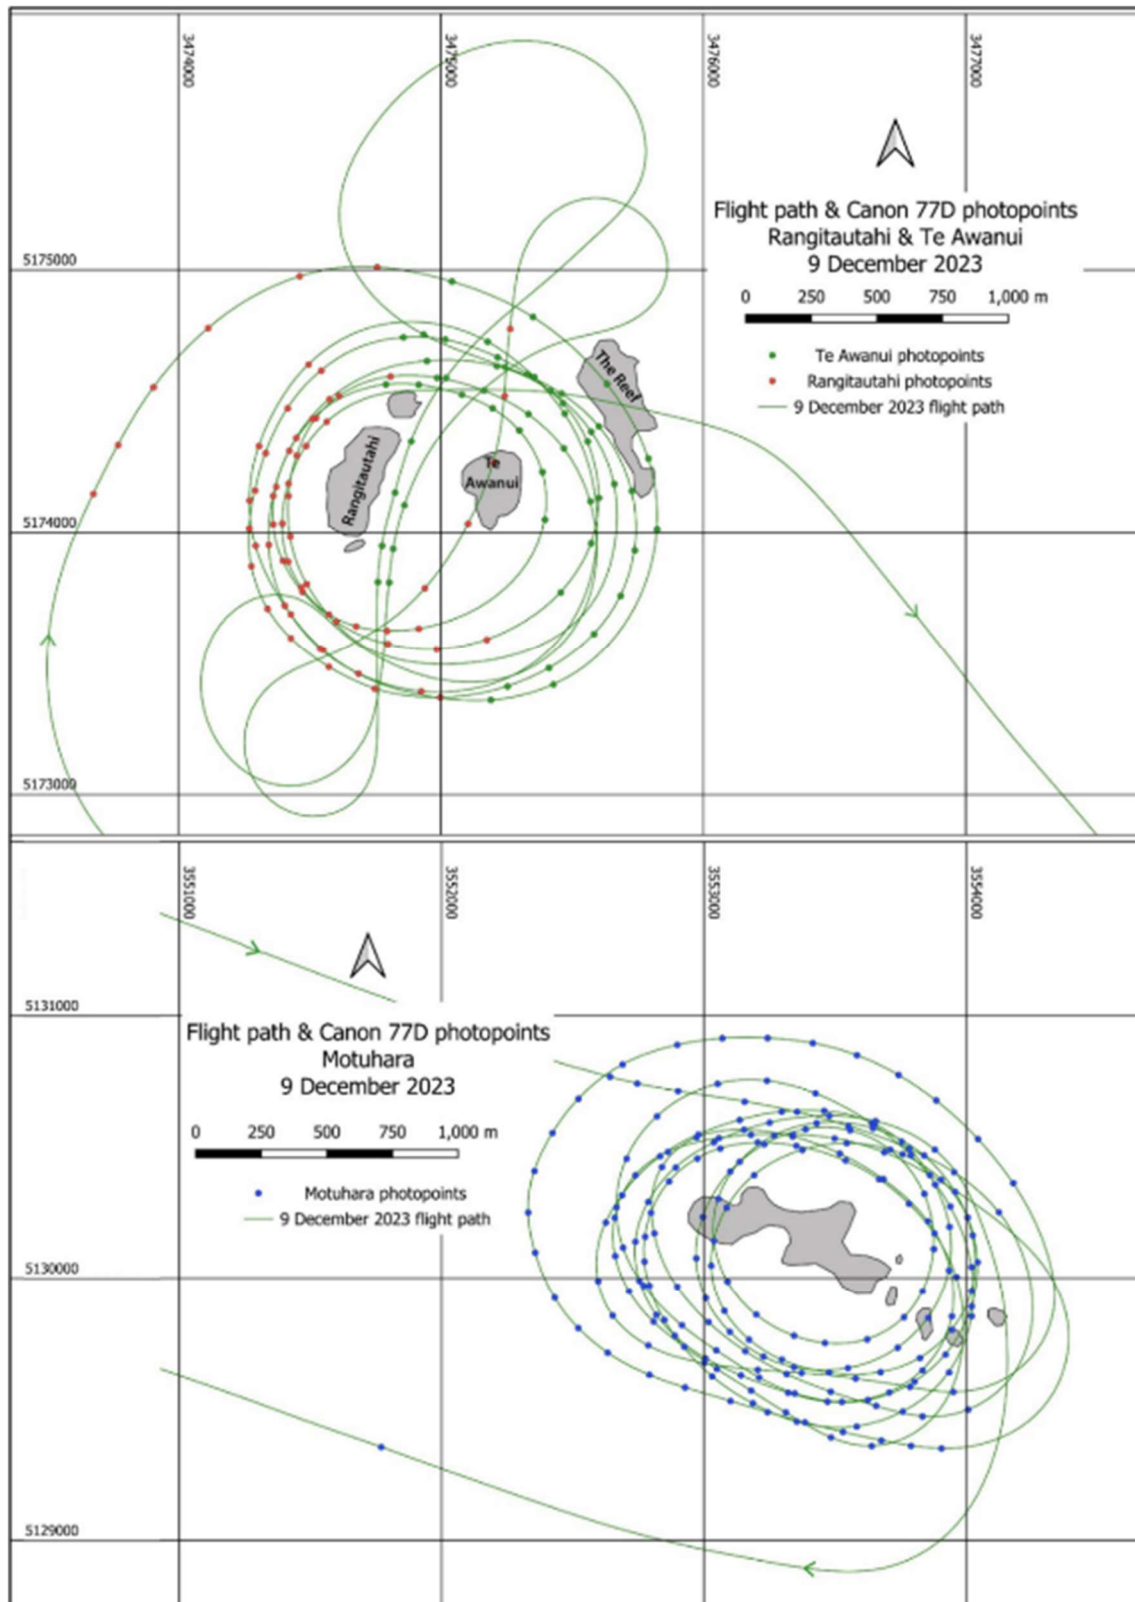 3474000
3475000
3476000
3477000
Flight path & Canon 77D photopoints
Rangitautahi & Te Awanui
9 December 2023
0 250 500 750 1,000 m
Te Awanui photopoints
Rangitautahi photopoints
9 December 2023 flight path
5175000
The Reef
Rangitautahi
Te
Awanui
5174000
5173000
3551000
3552000
3553000
3554000
5131000
Flight path & Canon 77D photopoints
Motuhara
9 December 2023
0 250 500 750 1,000 m
Motuhara photopoints
9 December 2023 flight path
5130000
5129000